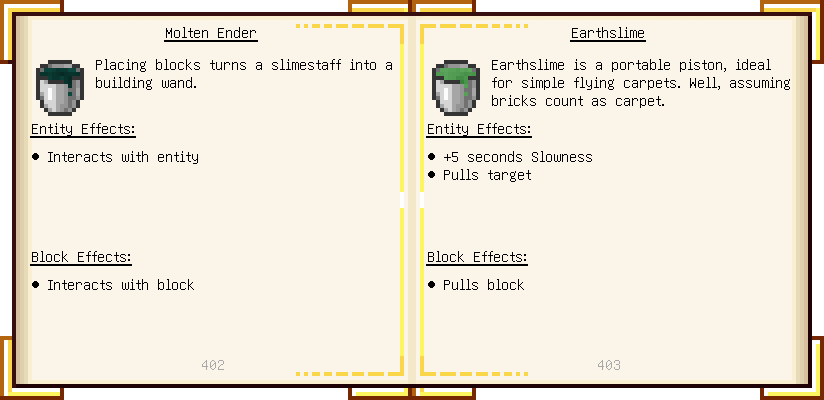 Molten Ender
Placing blocks turns a slimestaff into a
building wand.
Entity Effects:
● Interacts with entity
Block Effects:
● Interacts with block
402
Earthslime
Earthslime is a portable piston, ideal
for simple flying carpets. Well, assuming
bricks count as carpet.
Entity Effects:
● +5 seconds Slowness
● Pulls target
Block Effects:
● Pulls block
403